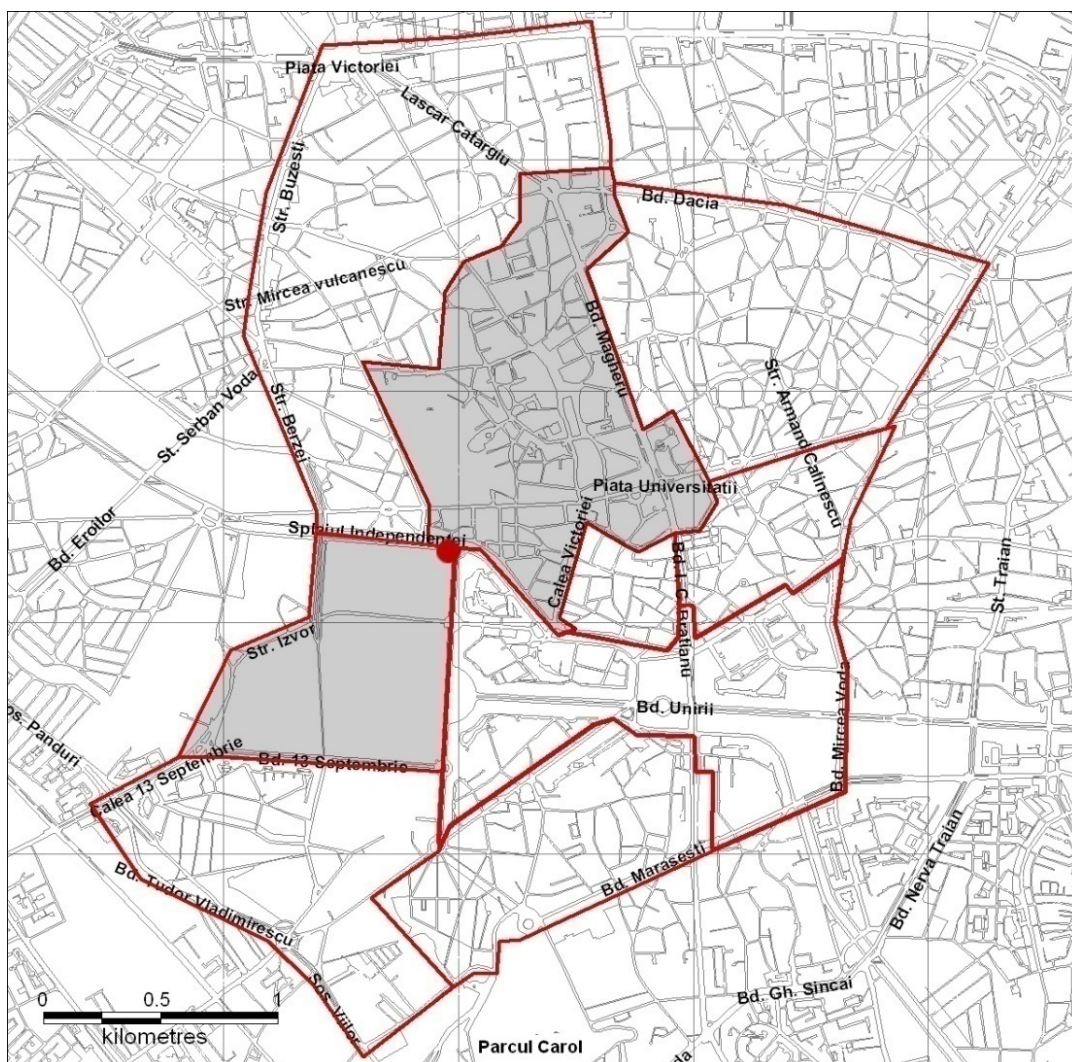 Piata Victoriei
Lascar Catargiu
Str. Buzesti
Bd. Dacia
Str. Mircea vulcanescu
Bd. Magheru
St. Serban Voda
Str. Berzei
Str. Armand Calinescu
Piata Universitatii
Bd. Eroilor
Splaiul Independentei
Calea Victoriei
Bd. I. C. Bratianu
St. Traian
Str. Izvor
Bd. Unirii
os. Panduri
Bd. Mircea Voda
Calea 13 Septembrie
Bd. 13 Septembrie
Bd. Marasesti
Bd. Nerva Traian
Bd. Tudor Vladimirescu
Sos. Viilor
Bd. Gh. Sincai
0 0.5 1
kilometres
Parcul Carol
oda